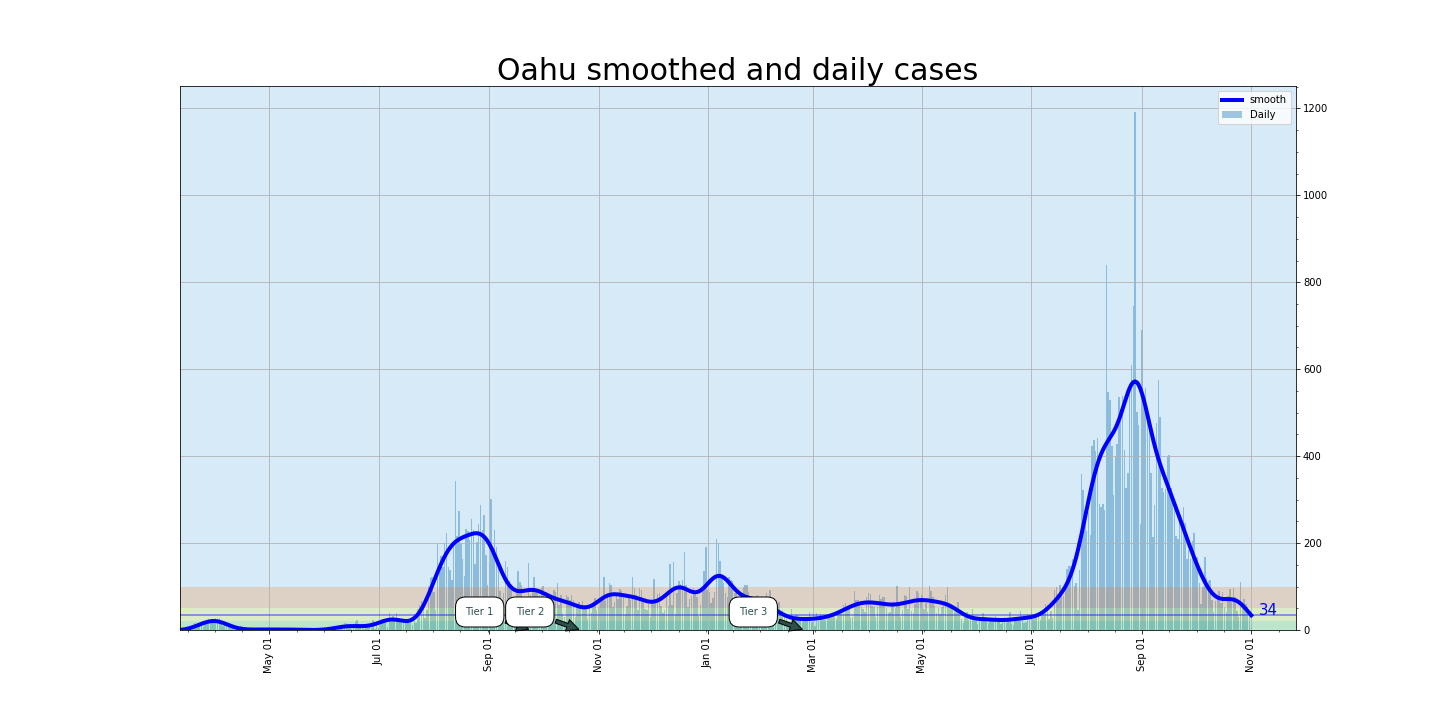 Oahu smoothed and daily cases
smooth
Daily
1200
1000
800
600
400
200
0
34
Tier 1
Tier 2
Tier 3
May 01
Jul 01
Sep 01
Nov 01
Jan 01
Mar 01
May 01
Jul 01
Sep 01
Nov 01